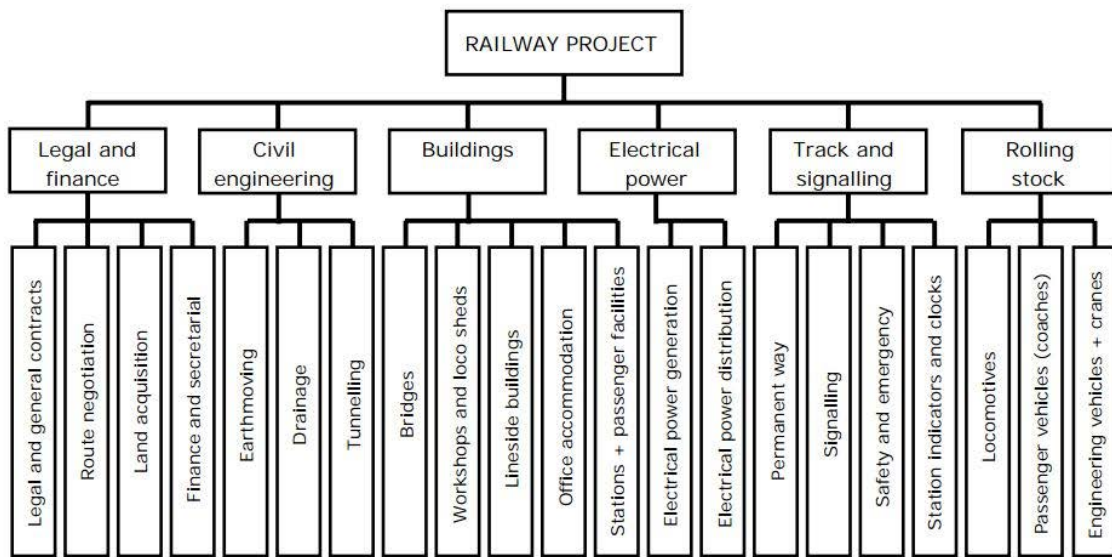 RAILWAY PROJECT
Legal and
finance
Civil
engineering
Buildings
Electrical
power
Track and
signalling
Rolling
stock
Legal and general contracts
Route negotiation
Land acquisition
Finance and secretarial
Earthmoving
Drainage
Tunnelling
Bridges
Workshops and loco sheds
Lineside buildings
Office accommodation
Stations + passenger facilities
Electrical power generation
Electrical power distribution
Permanent way
Signalling
Safety and emergency
Station indicators and clocks
Locomotives
Passenger vehicles (coaches)
Engineering vehicles + cranes